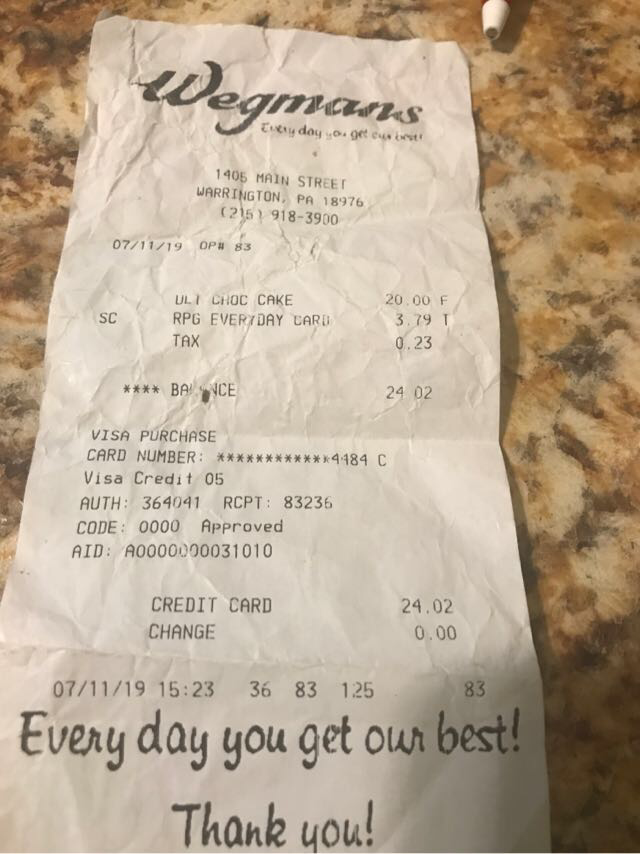 Wegmans
Every day you get our best!
1405 MAIN STREET
WARRINGTON, PA 18976
(215) 918-3900
07/11/19 OP# 83
ULT CHOC CAKE 20.00 F
SC RPG EVERYDAY CARD 3.79 T
TAX 0.23
**** BALANCE 24.02
VISA PURCHASE
CARD NUMBER: ************4484 C
Visa Credit 05
AUTH: 364041 RCPT: 83236
CODE: 0000 Approved
AID: A0000000031010
CREDIT CARD 24.02
CHANGE 0.00
07/11/19 15:23 36 83 125 83
Every day you get our best!
Thank you!